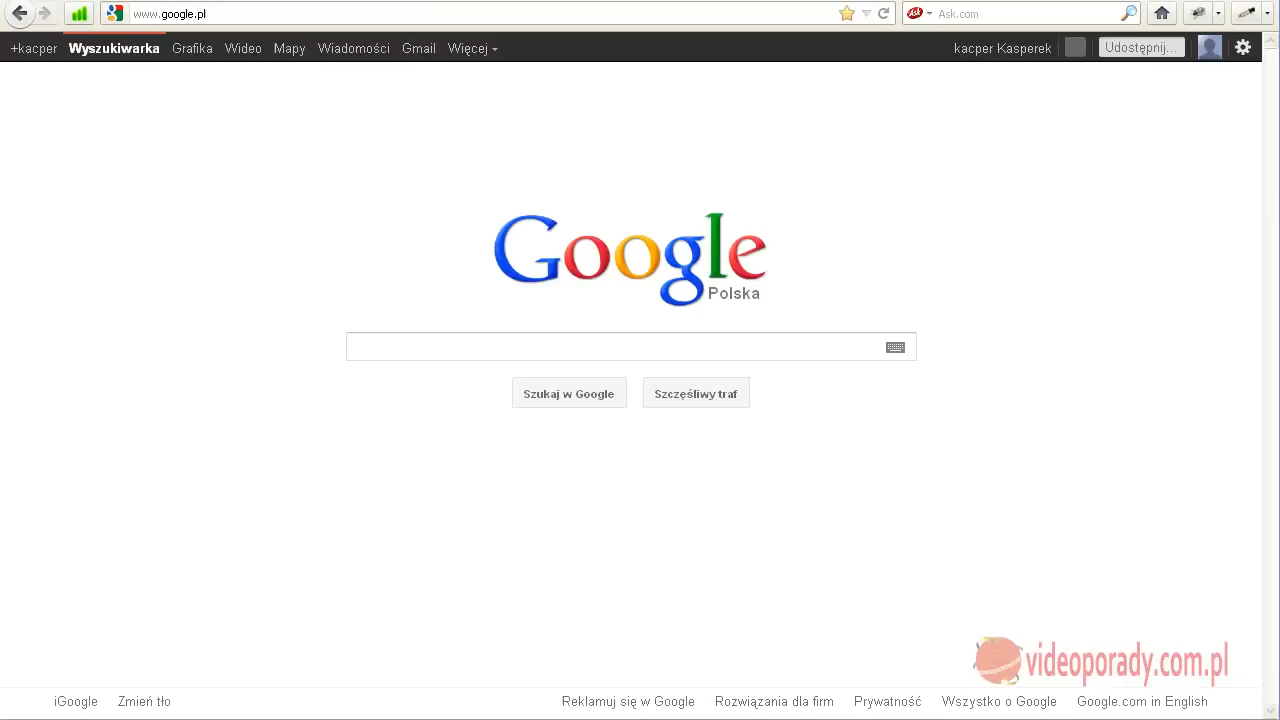 www.google.pl
Ask
Ask.com
+kacper Wyszukiwarka Grafika Wideo Mapy Wiadomości Gmail Więcej kacper Kasperek Udostępnij...
Google
Polska
Szukaj w Google Szczęśliwy traf
videoporady.com.pl
iGoogle Zmień tło Reklamuj się w Google Rozwiązania dla firm Prywatność Wszystko o Google Google.com in English